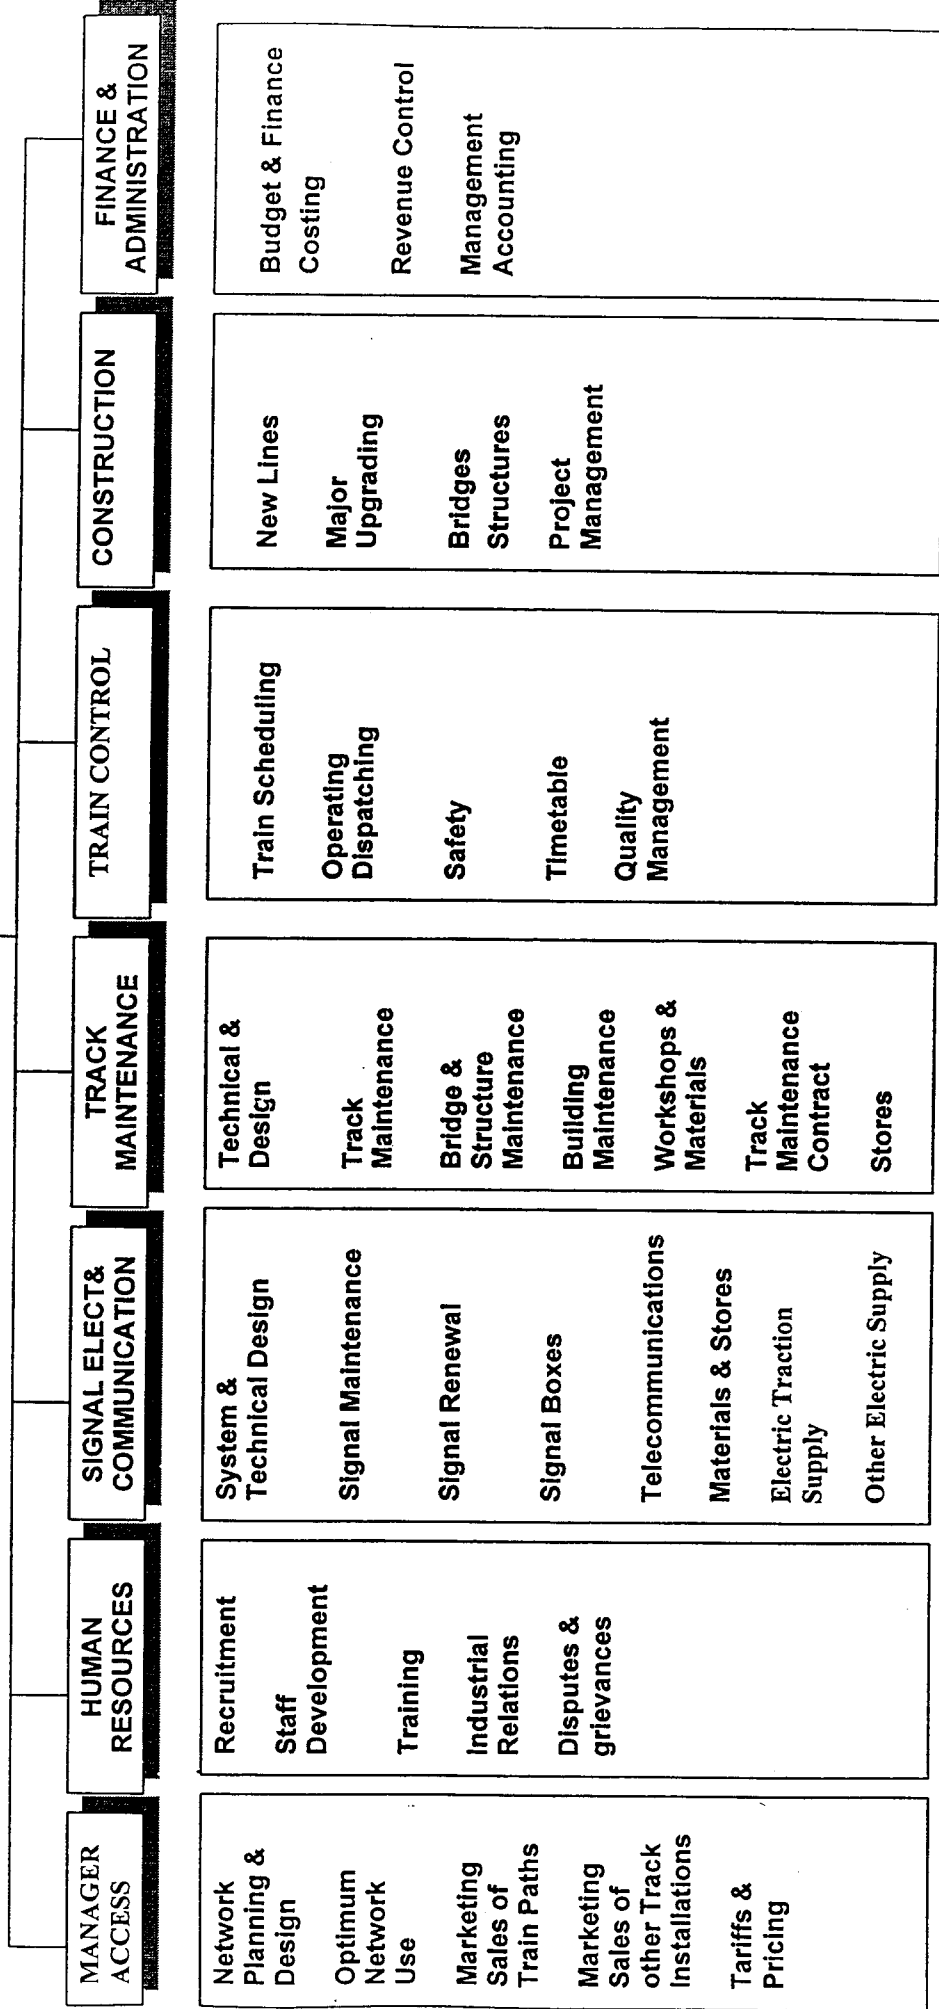 MANAGER
ACCESS
Network
Planning &
Design
Optimum
Network
Use
Marketing
Sales of
Train Paths
Marketing
Sales of
other Track
Installations
Tariffs &
Pricing
HUMAN
RESOURCES
Recruitment
Staff
Development
Training
Industrial
Relations
Disputes &
grievances
SIGNAL ELECT&
COMMUNICATION
System &
Technical Design
Signal Maintenance
Signal Renewal
Signal Boxes
Telecommunications
Materials & Stores
Electric Traction
Supply
Other Electric Supply
TRACK
MAINTENANCE
Technical &
Design
Track
Maintenance
Bridge &
Structure
Maintenance
Building
Maintenance
Workshops &
Materials
Track
Maintenance
Contract
Stores
TRAIN CONTROL
Train Scheduling
Operating
Dispatching
Safety
Timetable
Quality
Management
CONSTRUCTION
New Lines
Major
Upgrading
Bridges
Structures
Project
Management
FINANCE &
ADMINISTRATION
Budget & Finance
Costing
Revenue Control
Management
Accounting